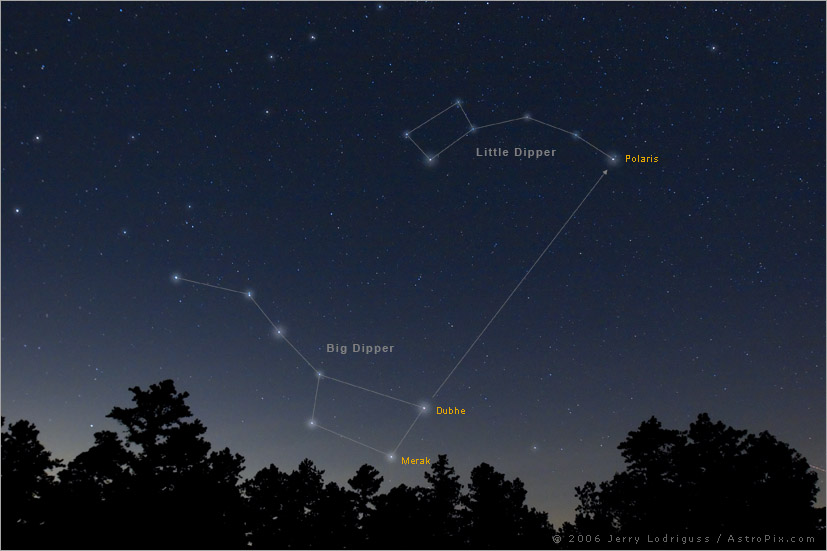 Little Dipper
Polaris
Big Dipper
Dubhe
Merak
© 2006 Jerry Lodriguss / AstroPix.com